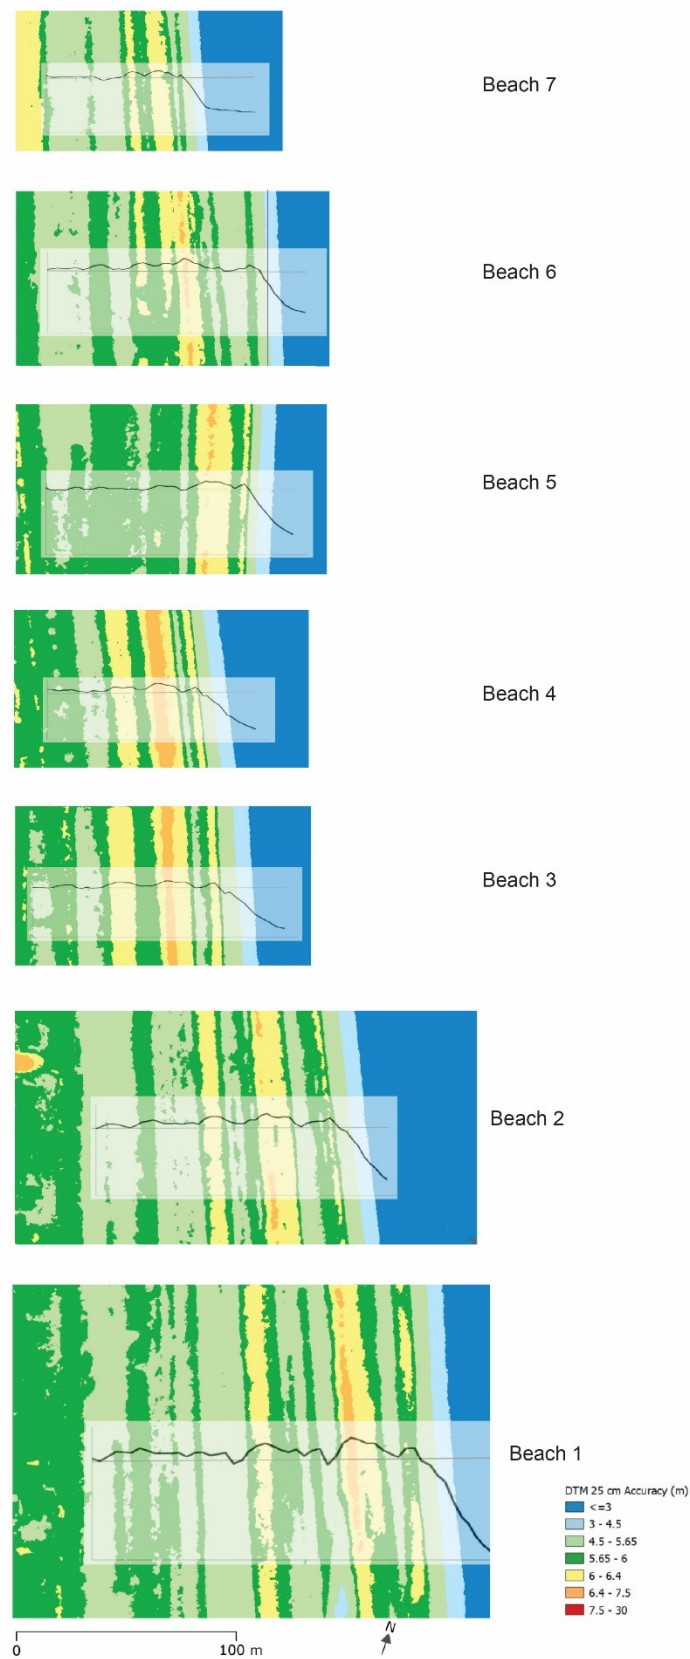 Beach 7
Beach 6
Beach 5
Beach 4
Beach 3
Beach 2
Beach 1
DTM 25 cm Accuracy (m)
<=3
3 - 4.5
4.5 - 5.65
5.65 - 6
6 - 6.4
6.4 - 7.5
7.5 - 30
N
0 100 m